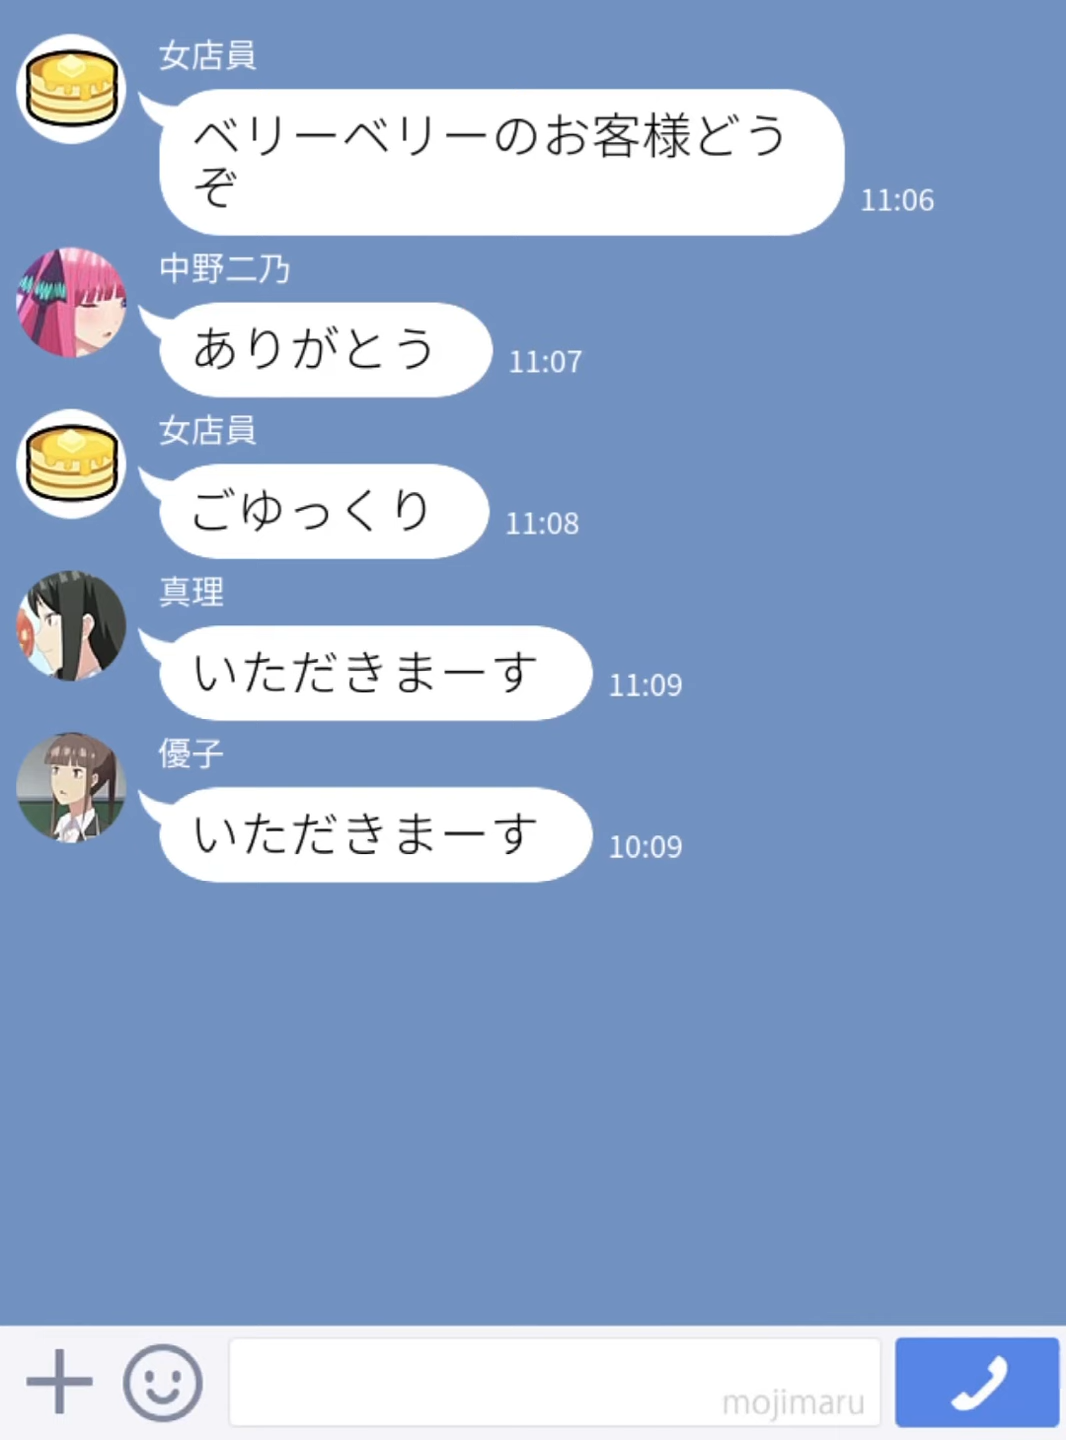 女店員
ベリーベリーのお客様どう
ぞ
11:06
中野二乃
ありがとう
11:07
女店員
ごゆっくり
11:08
真理
いただきまーす
11:09
優子
いただきまーす
10:09
mojimaru